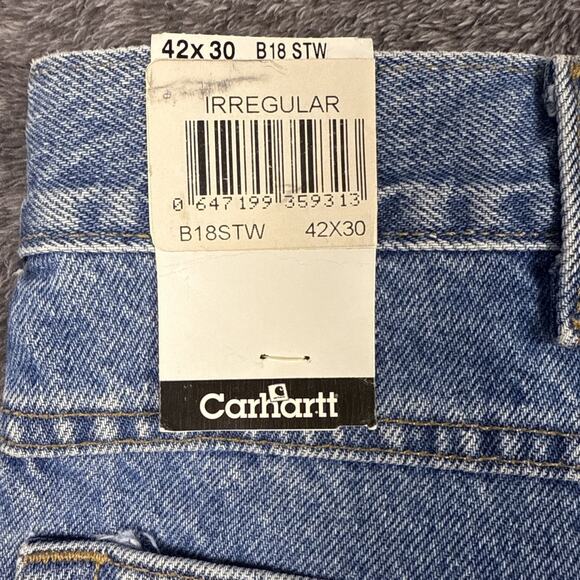 42x30 B18 STW
IRREGULAR
0 647199 359313
B18STW 42X30
Carhartt